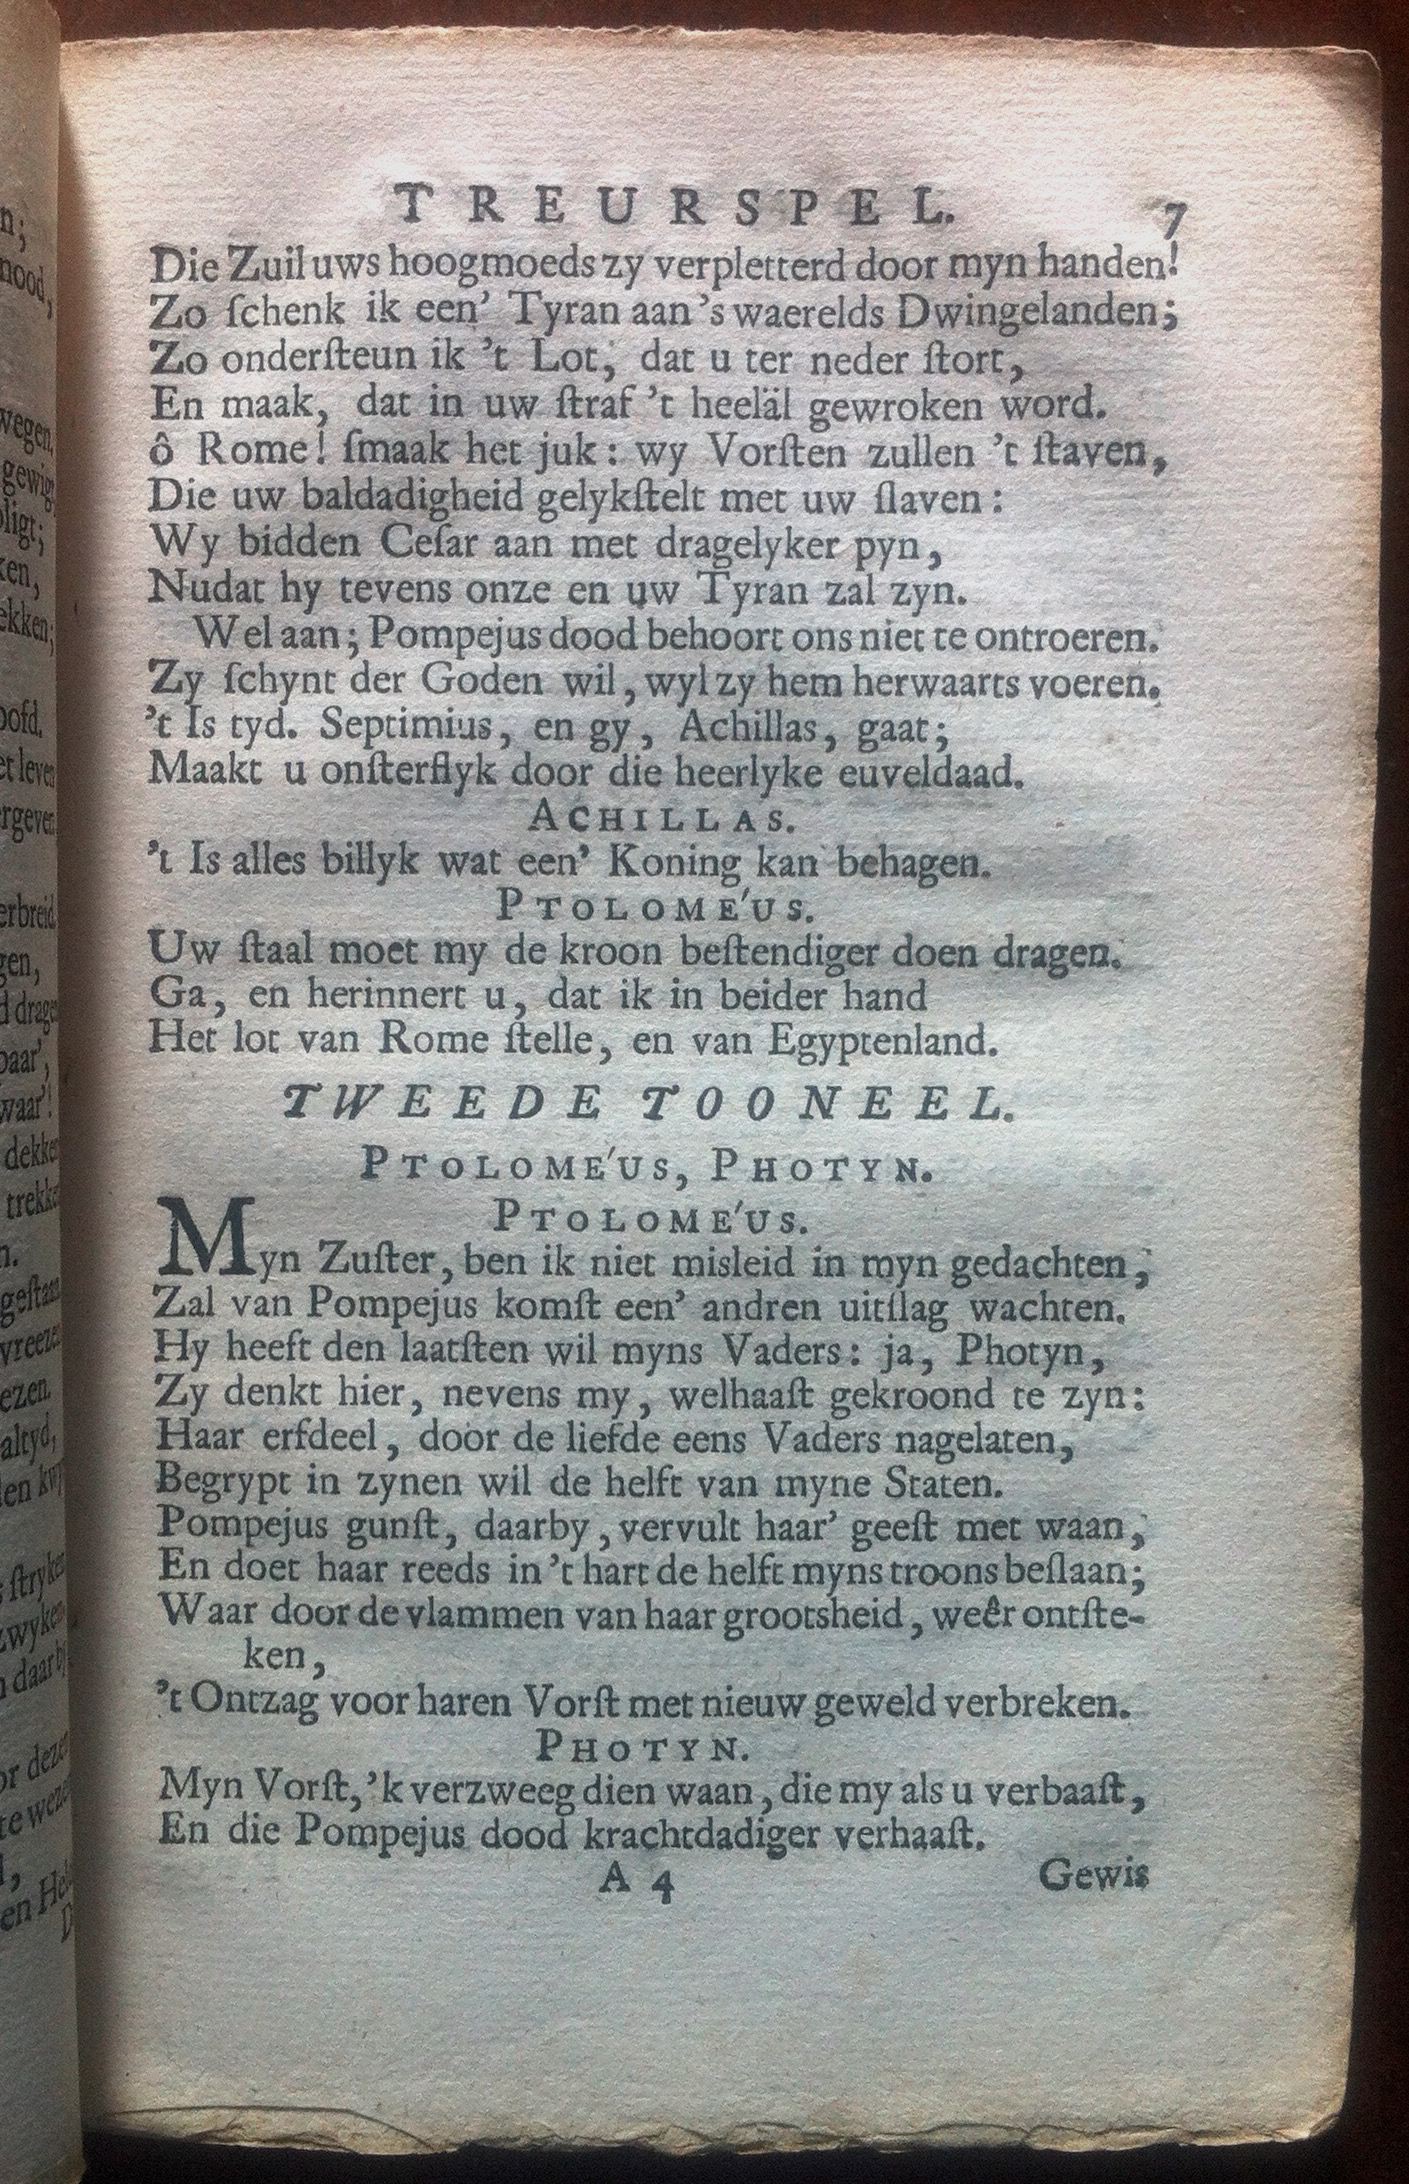 TREURSPEL. 7
Die Zuil uws hoogmoeds zy verpletterd door myn handen!
Zo ſchenk ik een' Tyran aan 's waerelds Dwingelanden;
Zo onderſteun ik 't Lot, dat u ter neder ſtort,
En maak, dat in uw ſtraf 't heeläl gewroken word.
ô Rome! ſmaak het juk: wy Vorſten zullen 't ſtaven,
Die uw baldadigheid gelykſtelt met uw ſlaven:
Wy bidden Ceſar aan met dragelyker pyn,
Nudat hy tevens onze en uw Tyran zal zyn.
Wel aan; Pompejus dood behoort ons niet te ontroeren.
Zy ſchynt der Goden wil, wyl zy hem herwaarts voeren.
't Is tyd. Septimius, en gy, Achillas, gaat;
Maakt u onſterflyk door die heerlyke euveldaad.
ACHILLAS.
't Is alles billyk wat een' Koning kan behagen.
PTOLOME'US.
Uw ſtaal moet my de kroon beſtendiger doen dragen.
Ga, en herinnert u, dat ik in beider hand
Het lot van Rome ſtelle, en van Egyptenland.
TWEEDE TOONEEL.
PTOLOME'US, PHOTYN.
PTOLOME'US.
Myn Zuſter, ben ik niet misleid in myn gedachten,
Zal van Pompejus komſt een' andren uitſlag wachten.
Hy heeft den laatſten wil myns Vaders: ja, Photyn,
Zy denkt hier, nevens my, welhaaſt gekroond te zyn:
Haar erfdeel, door de liefde eens Vaders nagelaten,
Begrypt in zynen wil de helft van myne Staten.
Pompejus gunſt, daarby, vervult haar' geeſt met waan,
En doet haar reeds in 't hart de helft myns troons beſlaan;
Waar door de vlammen van haar grootsheid, weêr ontſte-
ken,
't Ontzag voor haren Vorſt met nieuw geweld verbreken.
PHOTYN.
Myn Vorſt, 'k verzweeg dien waan, die my als u verbaaſt,
En die Pompejus dood krachtdadiger verhaaſt.
A 4 Gewis